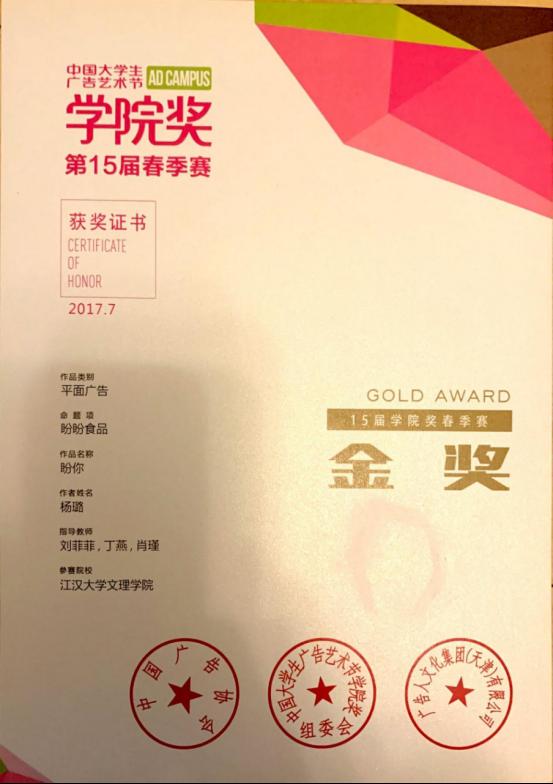 中国大学生
广告艺术节
AD CAMPUS
学院奖
第15届春季赛
获奖证书
CERTIFICATE
OF
HONOR
2017.7
作品类别
平面广告
命题项
盼盼食品
作品名称
盼你
作者姓名
杨璐
指导教师
刘菲菲,丁燕,肖瑾
参赛院校
江汉大学文理学院
GOLD AWARD
15届学院奖春季赛
金奖
中国广告协会
中国大学生广告艺术节学院奖
组委会
广告人文化集团(天津)有限公司